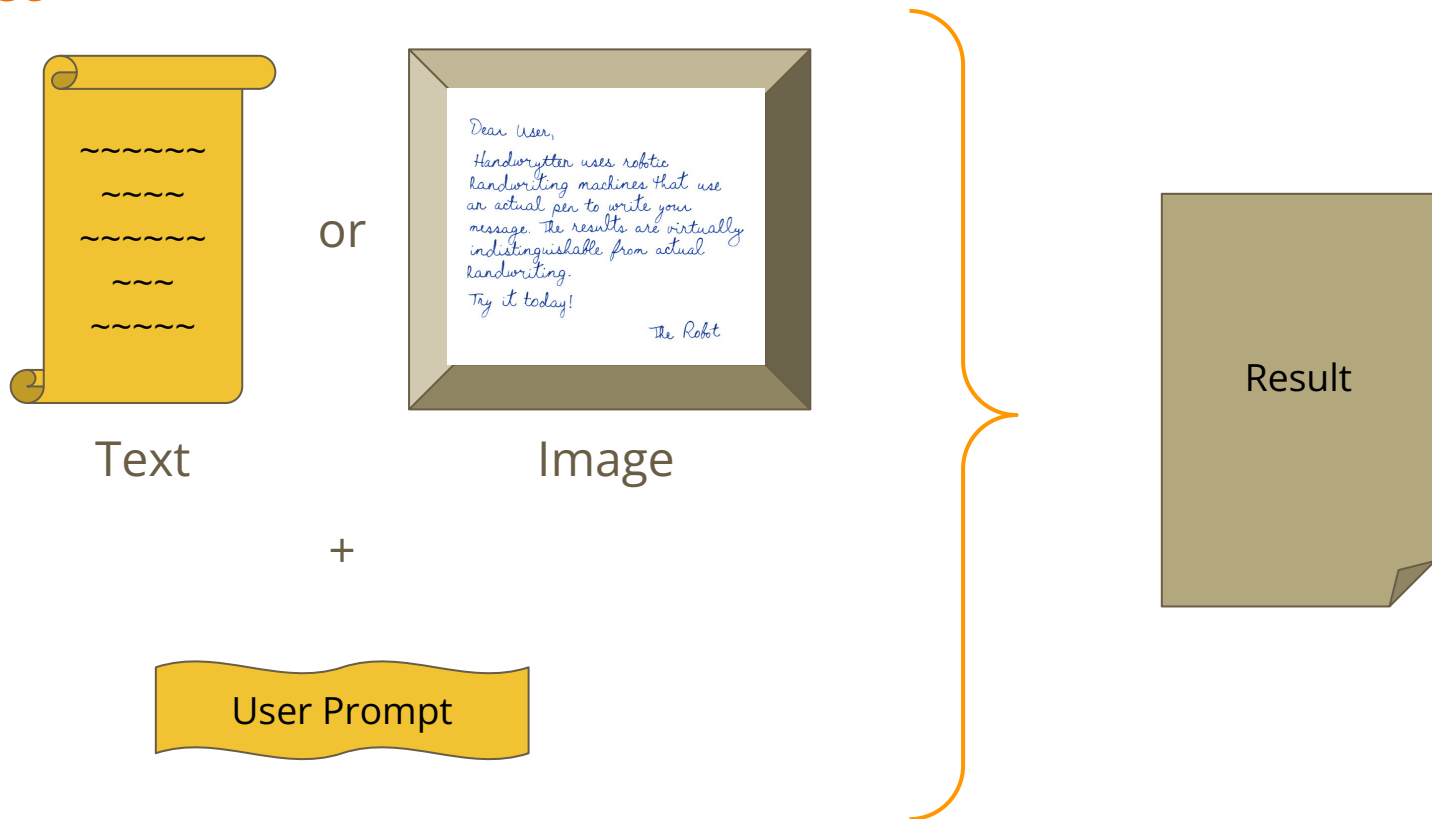 ~~~~~~
~~~~
~~~~~~
~~~
~~~~~
Text
or
Dear User,
Handwrytten uses robotic
handwriting machines that use
an actual pen to write your
message. The results are virtually
indistinguishable from actual
handwriting.
Try it today!
The Robot
Image
+
User Prompt
Result